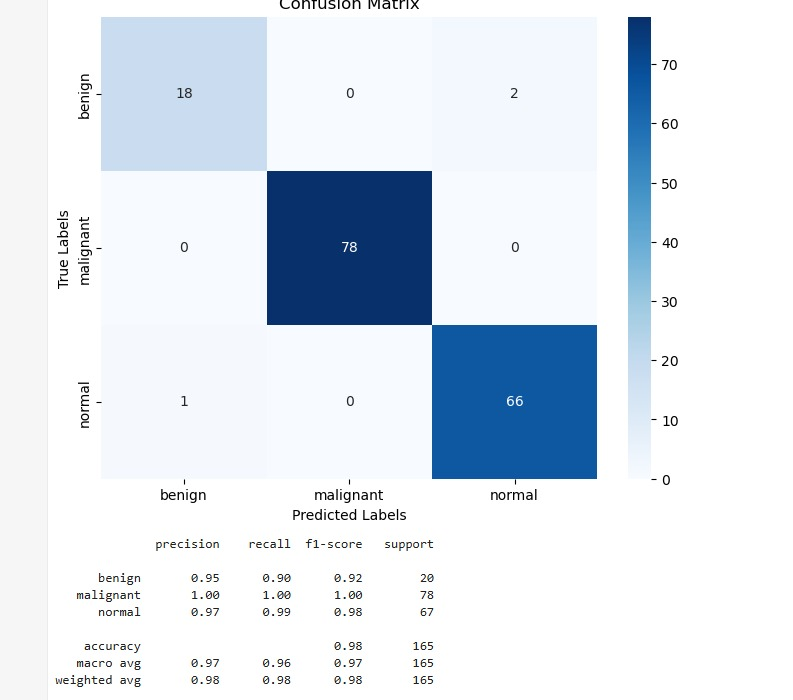 Confusion Matrix
benign 18 0 2
malignant 0 78 0
normal 1 0 66
True Labels
benign malignant normal
Predicted Labels
70
60
50
40
30
20
10
0
precision recall f1-score support
benign 0.95 0.90 0.92 20
malignant 1.00 1.00 1.00 78
normal 0.97 0.99 0.98 67
accuracy 0.98 165
macro avg 0.97 0.96 0.97 165
weighted avg 0.98 0.98 0.98 165